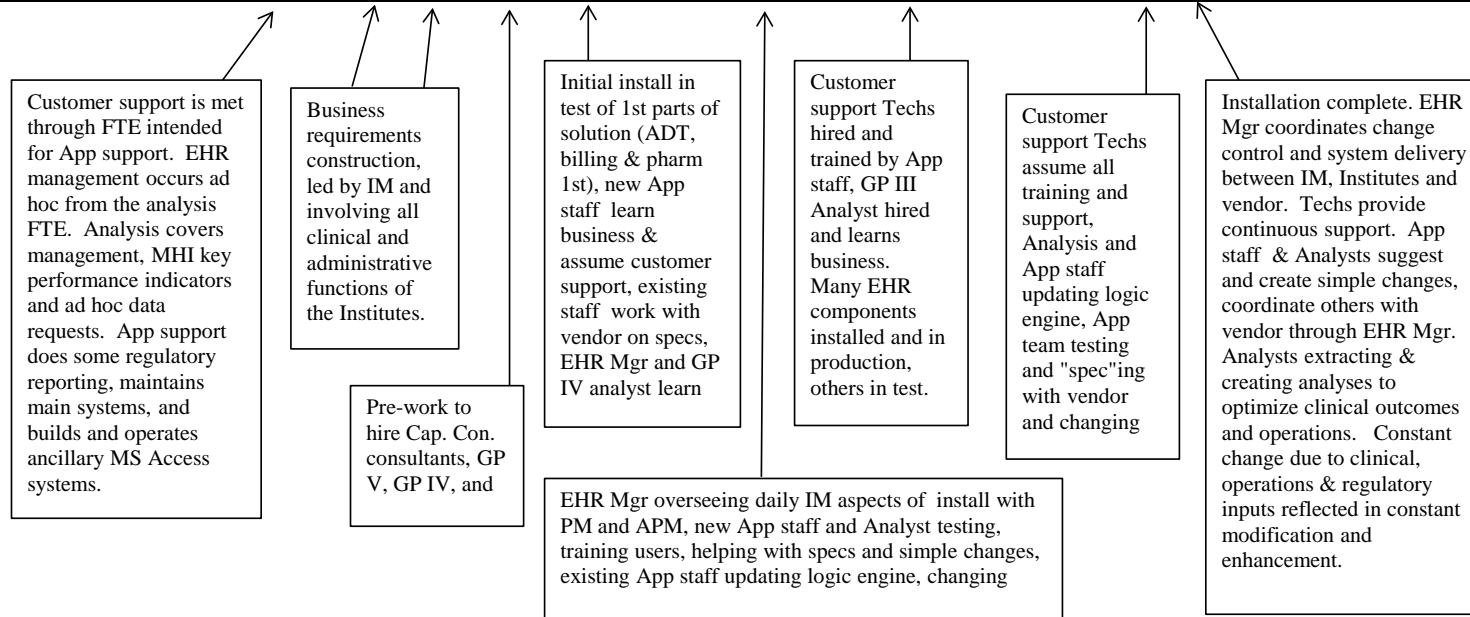 Customer support is met
through FTE intended
for App support.  EHR
management occurs ad
hoc from the analysis
FTE.  Analysis covers
management, MHI key
performance indicators
and ad hoc data
requests.  App support
does some regulatory
reporting, maintains
main systems, and
builds and operates
ancillary MS Access
systems.
Business
requirements
construction,
led by IM and
involving all
clinical and
administrative
functions of
the Institutes.
Pre-work to
hire Cap. Con.
consultants, GP
V, GP IV, and
Initial install in
test of 1st parts of
solution (ADT,
billing & pharm
1st), new App
staff  learn
business &
assume customer
support, existing
staff work with
vendor on specs,
EHR Mgr and GP
IV analyst learn
EHR Mgr overseeing daily IM aspects of  install with
PM and APM, new App staff and Analyst testing,
training users, helping with specs and simple changes,
existing App staff updating logic engine, changing
Customer
support Techs
hired and
trained by App
staff, GP III
Analyst hired
and learns
business.
Many EHR
components
installed and in
production,
others in test.
Customer
support Techs
assume all
training and
support,
Analysis and
App staff
updating logic
engine, App
team testing
and "spec"ing
with vendor
and changing
Installation complete. EHR
Mgr coordinates change
control and system delivery
between IM, Institutes and
vendor.  Techs provide
continuous support.  App
staff  & Analysts suggest
and create simple changes,
coordinate others with
vendor through EHR Mgr.
Analysts extracting &
creating analyses to
optimize clinical outcomes
and operations.   Constant
change due to clinical,
operations & regulatory
inputs reflected in constant
modification and
enhancement.